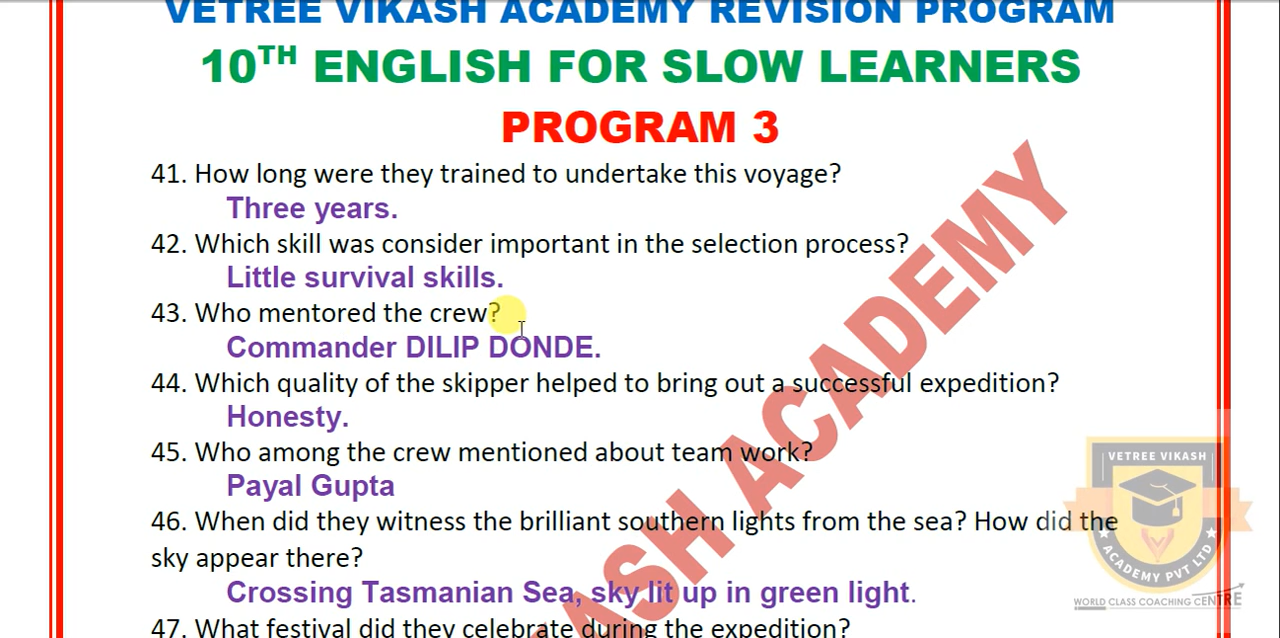 VETREE VIKASH ACADEMY REVISION PROGRAM
10TH ENGLISH FOR SLOW LEARNERS
PROGRAM 3
41. How long were they trained to undertake this voyage?
Three years.
42. Which skill was consider important in the selection process?
Little survival skills.
43. Who mentored the crew?
Commander DILIP DONDE.
44. Which quality of the skipper helped to bring out a successful expedition?
Honesty.
45. Who among the crew mentioned about team work?
Payal Gupta
46. When did they witness the brilliant southern lights from the sea? How did the
sky appear there?
Crossing Tasmanian Sea, sky lit up in green light.
47. What festival did they celebrate during the expedition?
ASH ACADEMY
VETREE VIKASH
ACADEMY PVT LTD
WORLD CLASS COACHING CENTRE